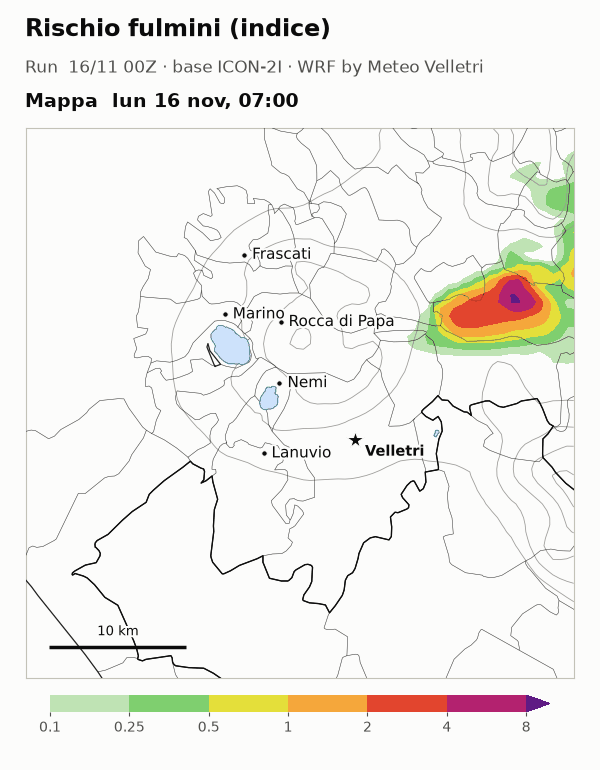 Rischio fulmini (indice)
Run  16/11 00Z · base ICON-2I · WRF by Meteo Velletri
Mappa  lun 16 nov, 07:00
Frascati
Marino
Rocca di Papa
Nemi
Velletri
Lanuvio
10 km
0.1 0.25 0.5 1 2 4 8